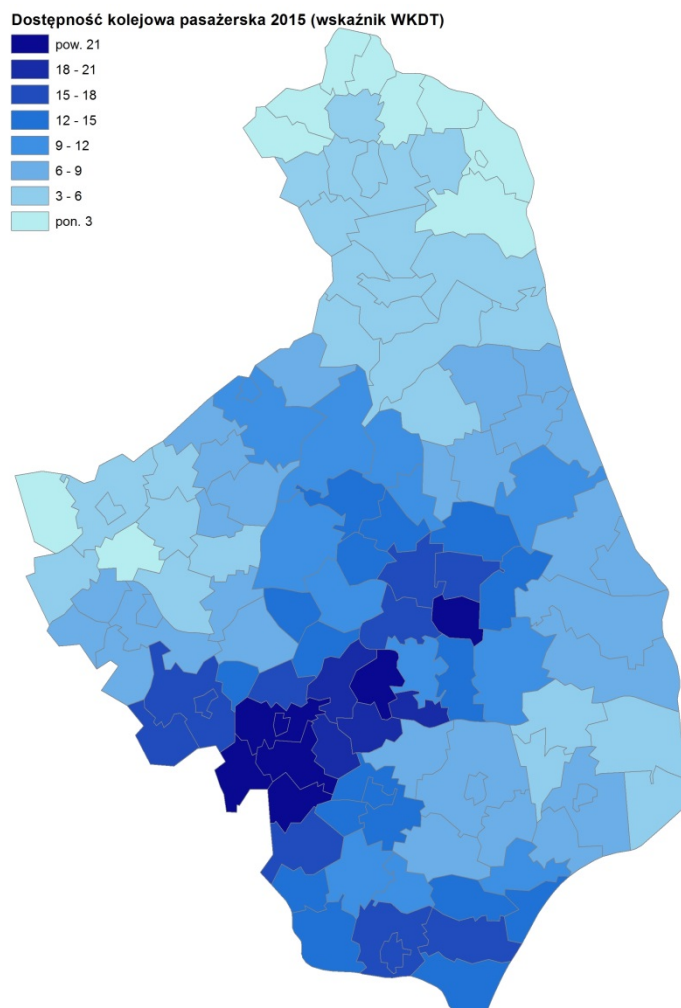 Dostępność kolejowa pasażerska 2015 (wskaźnik WKDT)
pow. 21
18 - 21
15 - 18
12 - 15
9 - 12
6 - 9
3 - 6
pon. 3